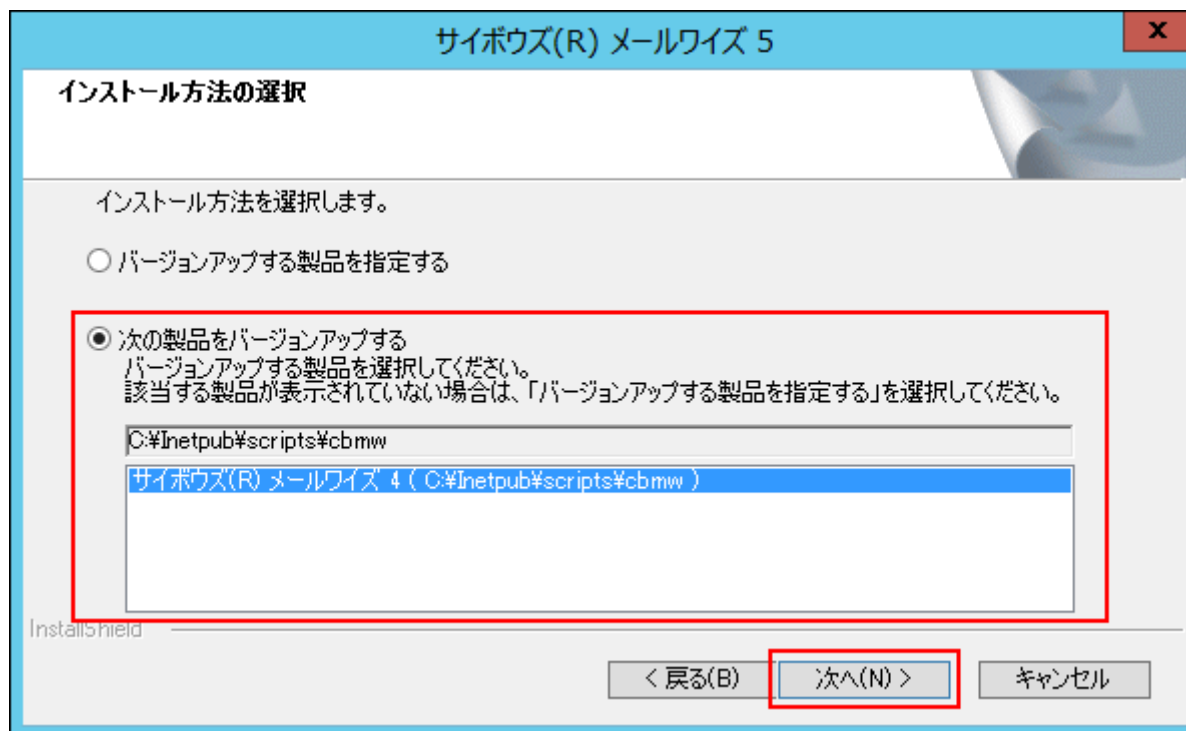 サイボウズ(R) メールワイズ 5
x
インストール方法の選択
インストール方法を選択します。
バージョンアップする製品を指定する
次の製品をバージョンアップする
バージョンアップする製品を選択してください。
該当する製品が表示されていない場合は、「バージョンアップする製品を指定する」を選択してください。
C:¥Inetpub¥scripts¥cbmw
サイボウズ(R) メールワイズ 4 ( C:¥Inetpub¥scripts¥cbmw )
InstallShield
< 戻る(B)
次へ(N) >
キャンセル